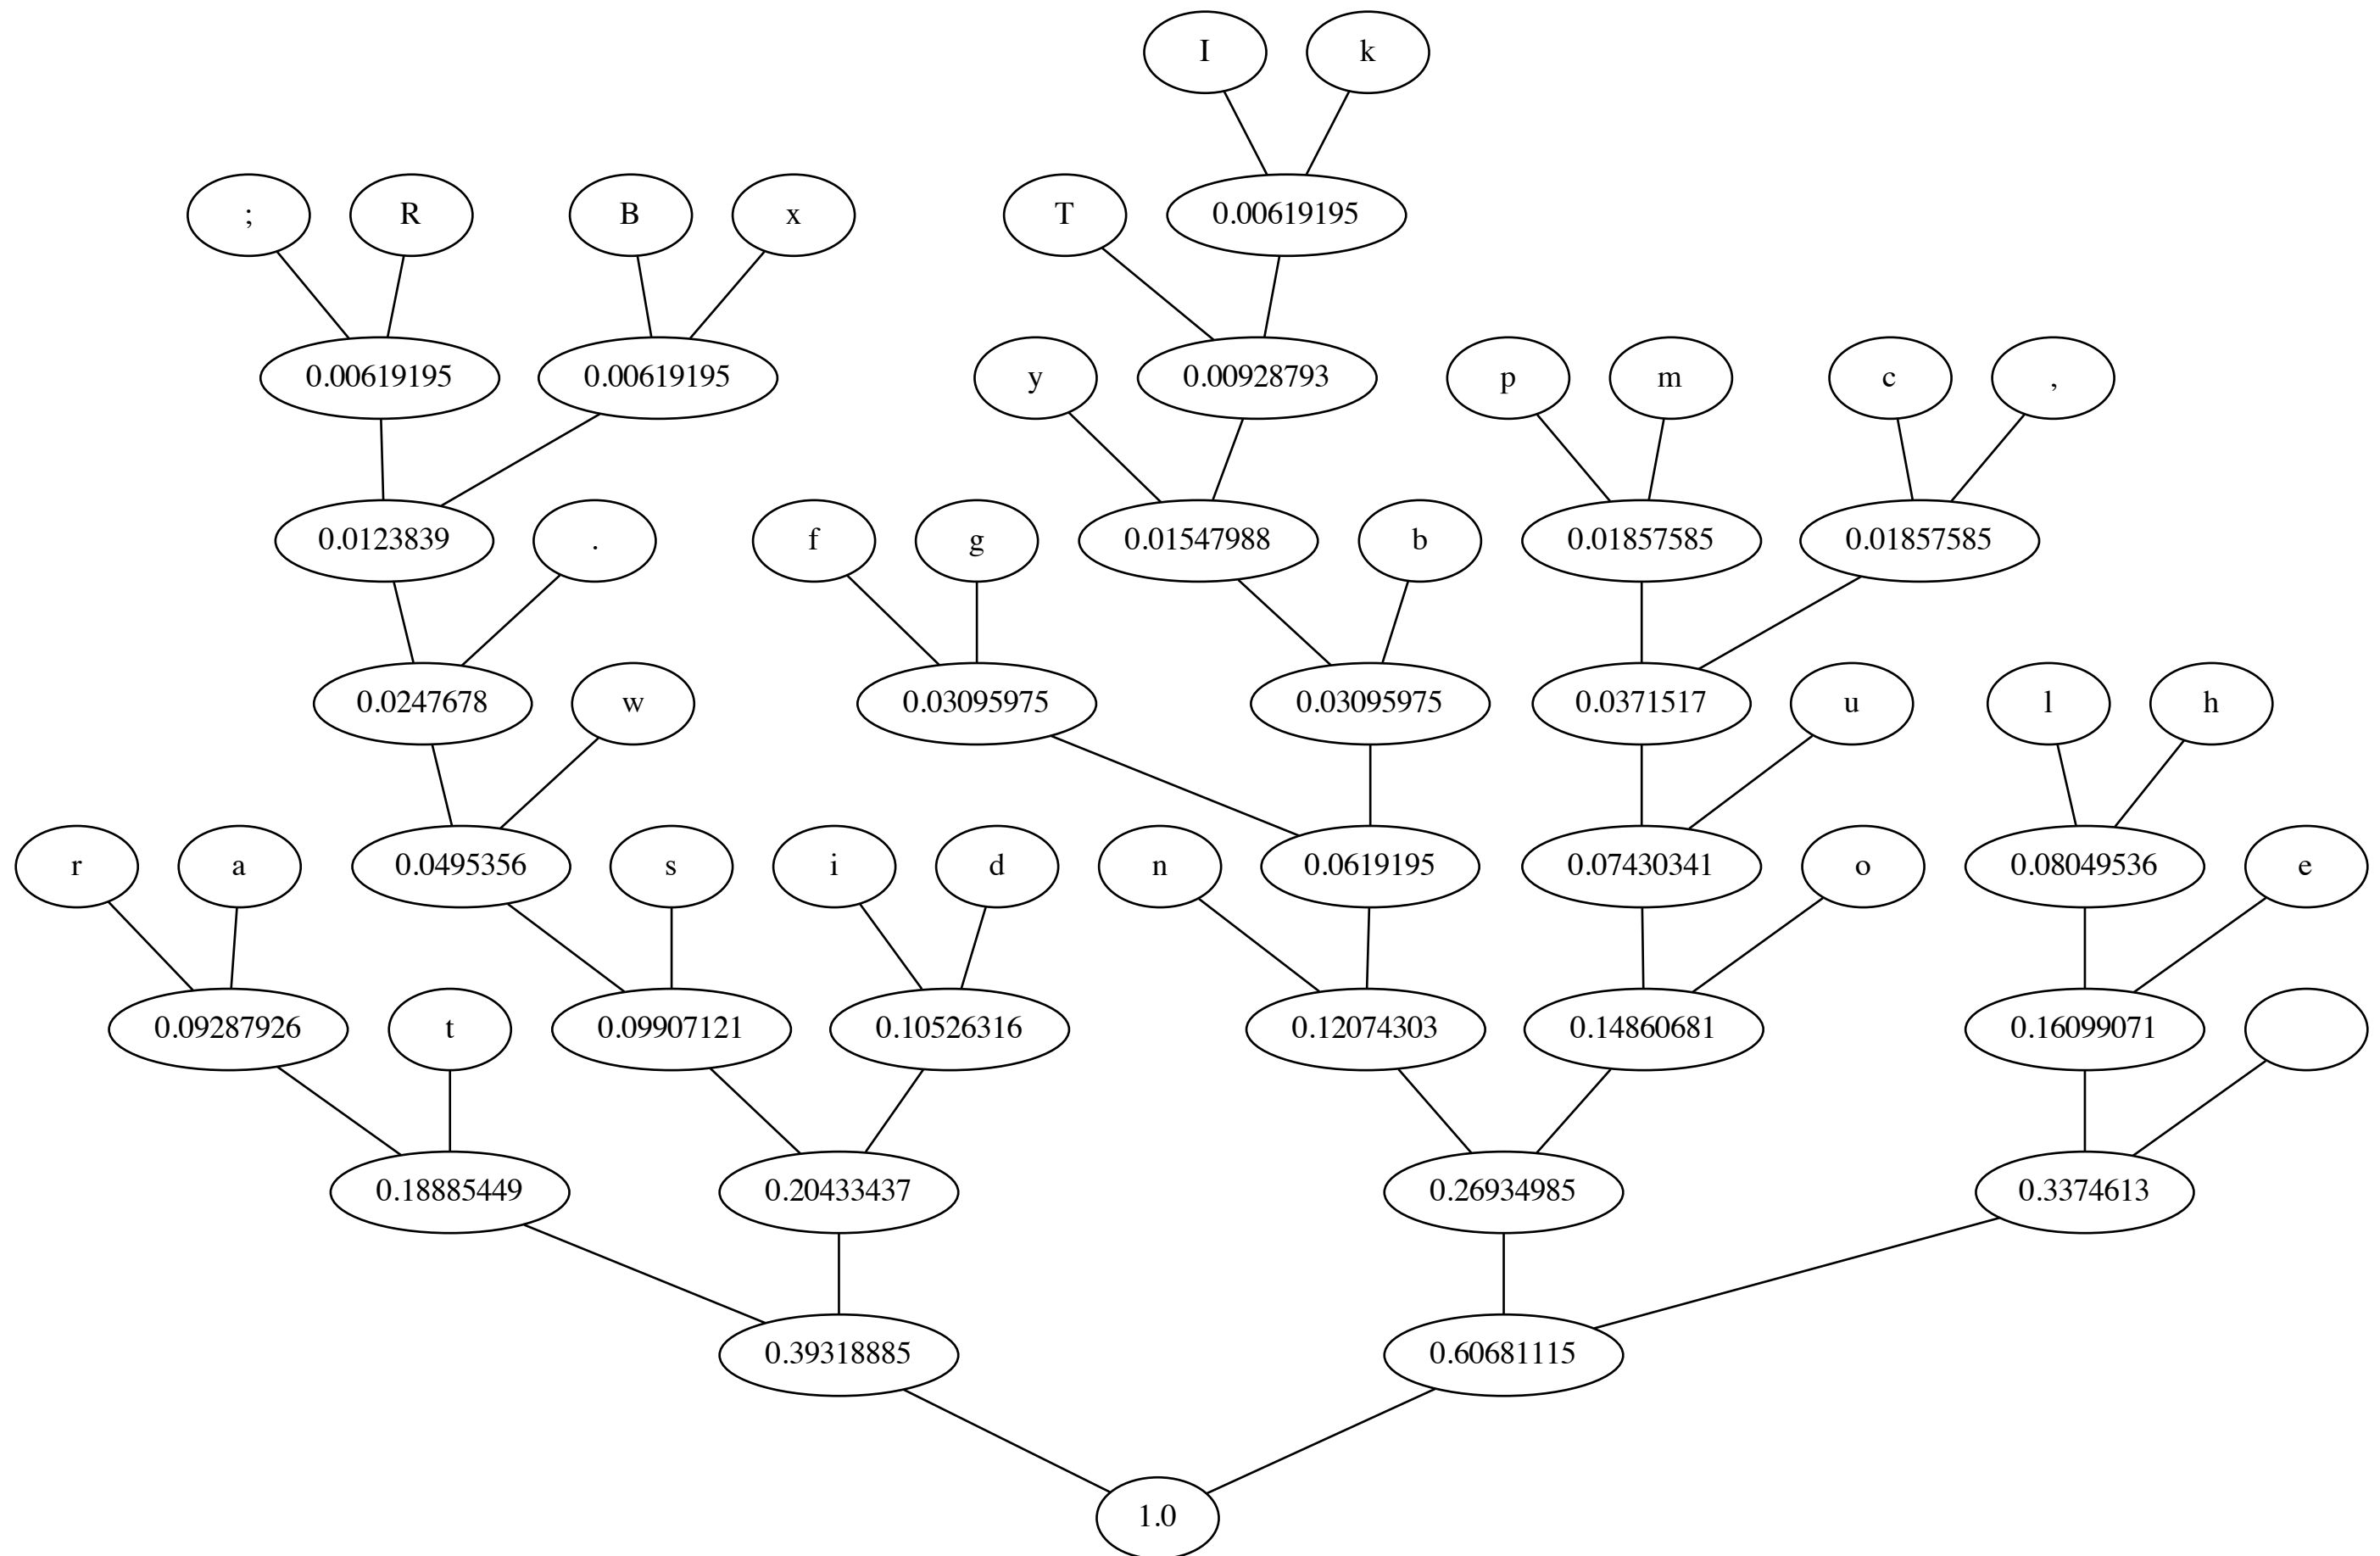 I k
; R B x T 0.00619195
0.00619195 0.00619195 y 0.00928793 p m c ,
0.0123839 . f g 0.01547988 b 0.01857585 0.01857585
0.0247678 w 0.03095975 0.03095975 0.0371517 u l h
r a 0.0495356 s i d n 0.0619195 0.07430341 o 0.08049536 e
0.09287926 t 0.09907121 0.10526316 0.12074303 0.14860681 0.16099071
0.18885449 0.20433437 0.26934985 0.3374613
0.39318885 0.60681115
1.0